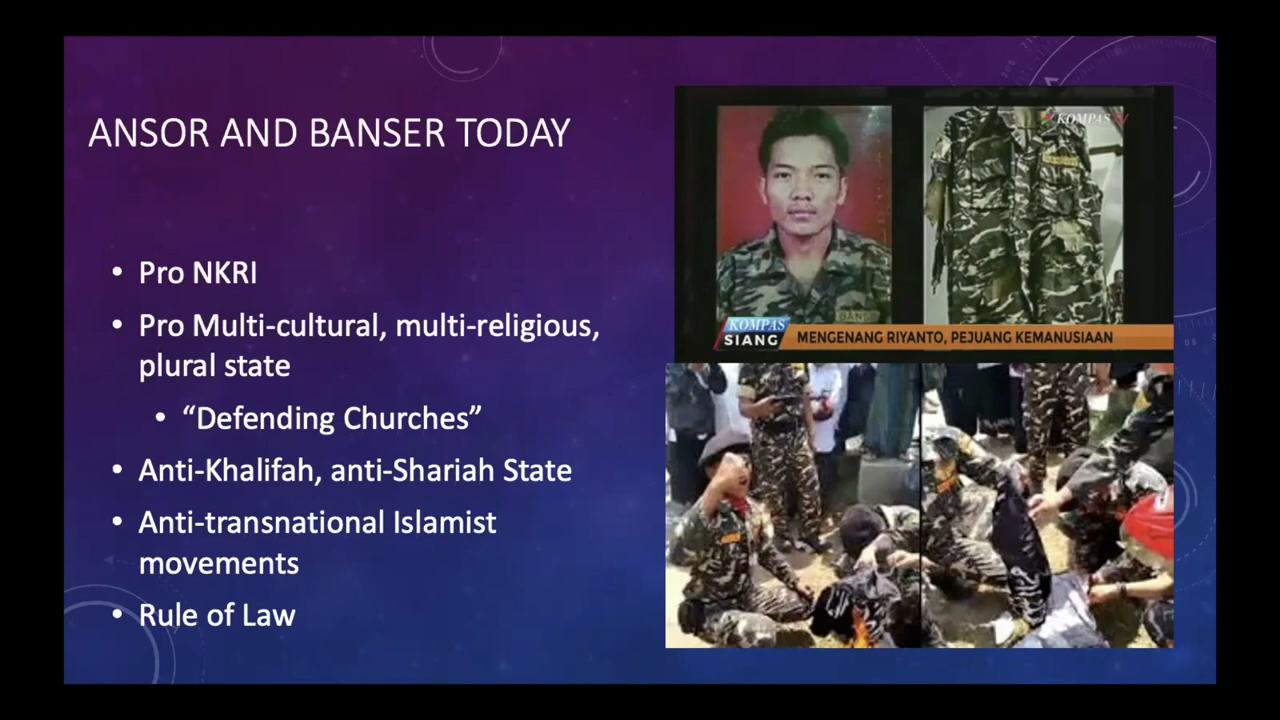 ANSOR AND BANSER TODAY
• Pro NKRI
• Pro Multi-cultural, multi-religious,
plural state
• “Defending Churches”
• Anti-Khalifah, anti-Shariah State
• Anti-transnational Islamist
movements
• Rule of Law
KOMPAS TV
KOMPAS
SIANG
MENGENANG RIYANTO, PEJUANG KEMANUSIAAN